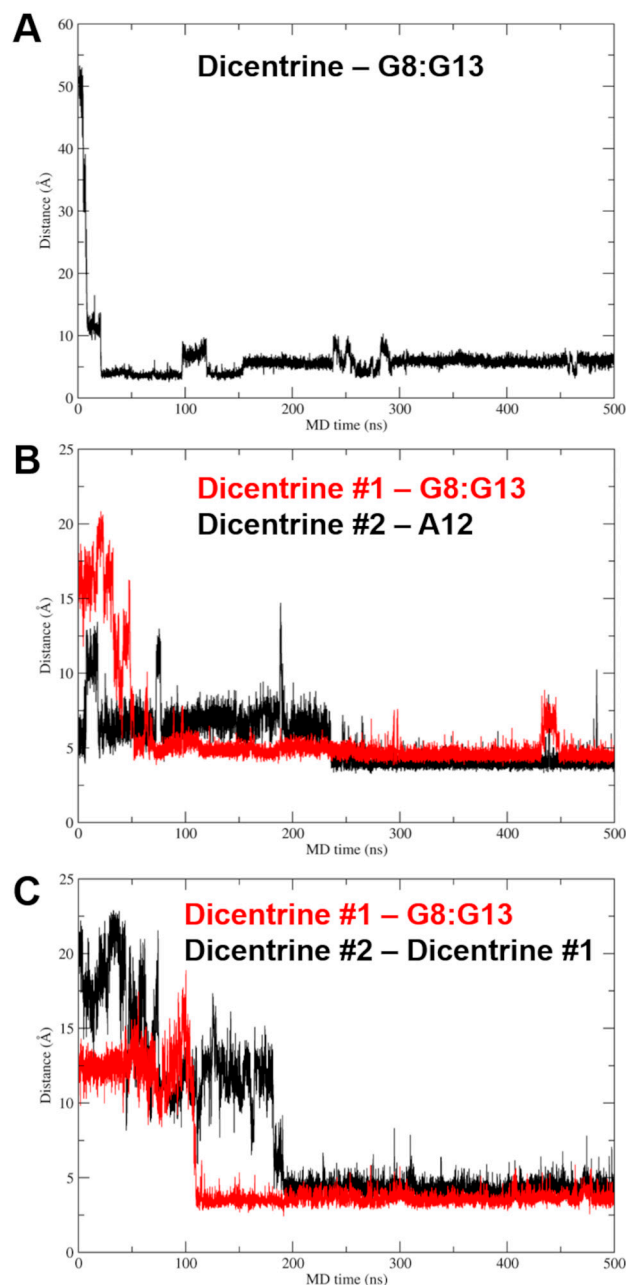 A
Dicentrine – G8:G13
60
50
40
30
20
10
0
Distance (Å)
0 100 200 300 400 500
MD time (ns)
B
Dicentrine #1 – G8:G13
Dicentrine #2 – A12
25
20
15
10
5
0
Distance (Å)
0 100 200 300 400 500
MD time (ns)
C
Dicentrine #1 – G8:G13
Dicentrine #2 – Dicentrine #1
25
20
15
10
5
0
Distance (Å)
0 100 200 300 400 500
MD time (ns)